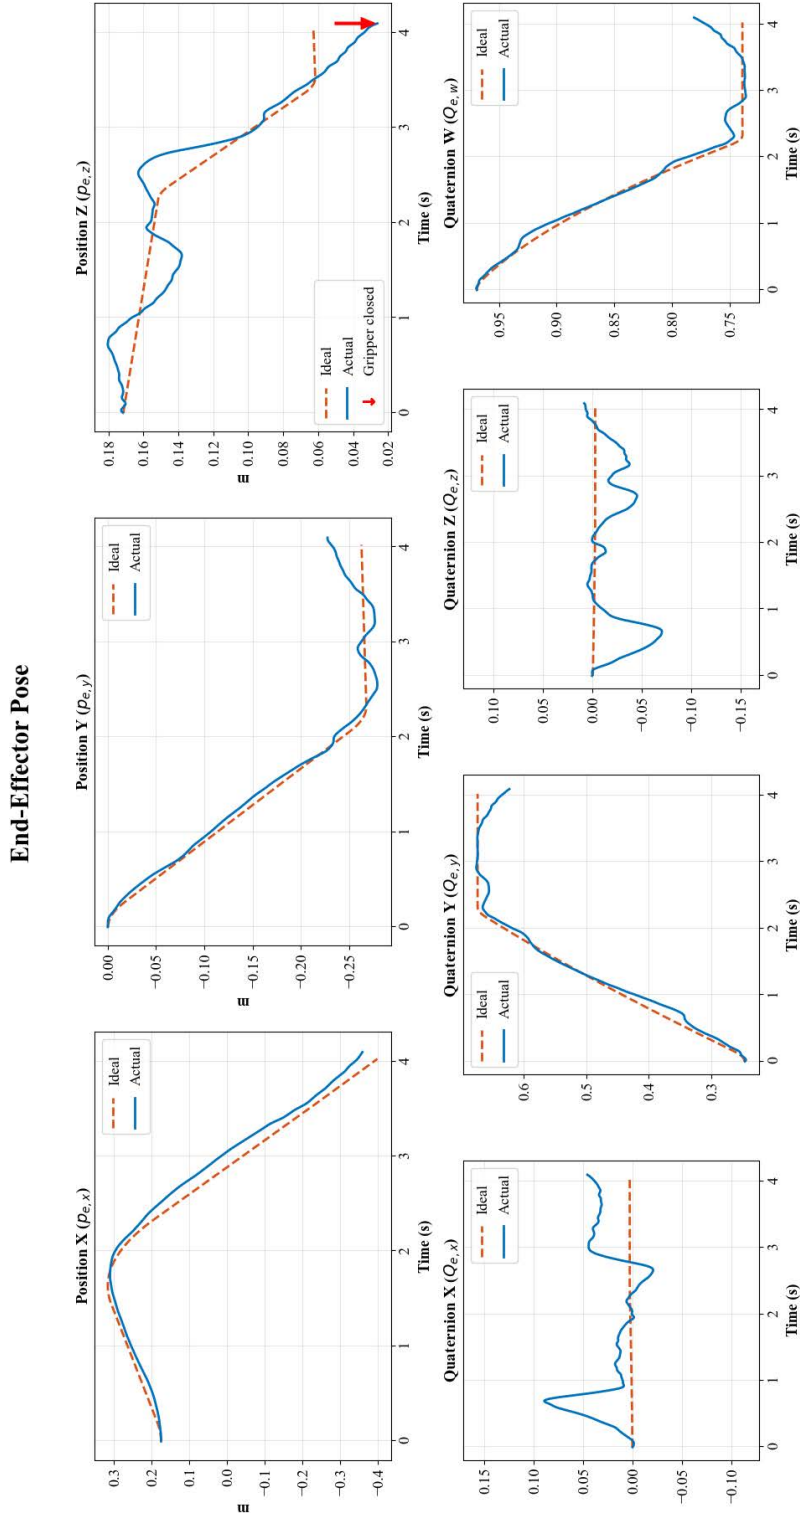 End-Effector Pose
Position X (pₑ,ₓ)
m
0.3
0.2
0.1
0.0
−0.1
−0.2
−0.3
−0.4
Ideal
Actual
0 1 2 3 4
Time (s)
Position Y (p_{e,y})
m
0.00
−0.05
−0.10
−0.15
−0.20
−0.25
Ideal
Actual
0 1 2 3 4
Time (s)
Position Z (p_{e,z})
m
0.18
0.16
0.14
0.12
0.10
0.08
0.06
0.04
0.02
Ideal
Actual
Gripper closed
0 1 2 3 4
Time (s)
Quaternion X (Q_{e,x})
0.15
0.10
0.05
0.00
−0.05
−0.10
Ideal
Actual
0 1 2 3 4
Time (s)
Quaternion Y (Q_{e,y})
0.6
0.5
0.4
0.3
Ideal
Actual
0 1 2 3 4
Time (s)
Quaternion Z (Q_{e,z})
0.10
0.05
0.00
−0.05
−0.10
−0.15
Ideal
Actual
0 1 2 3 4
Time (s)
Quaternion W (Q_{e,w})
0.95
0.90
0.85
0.80
0.75
Ideal
Actual
0 1 2 3 4
Time (s)